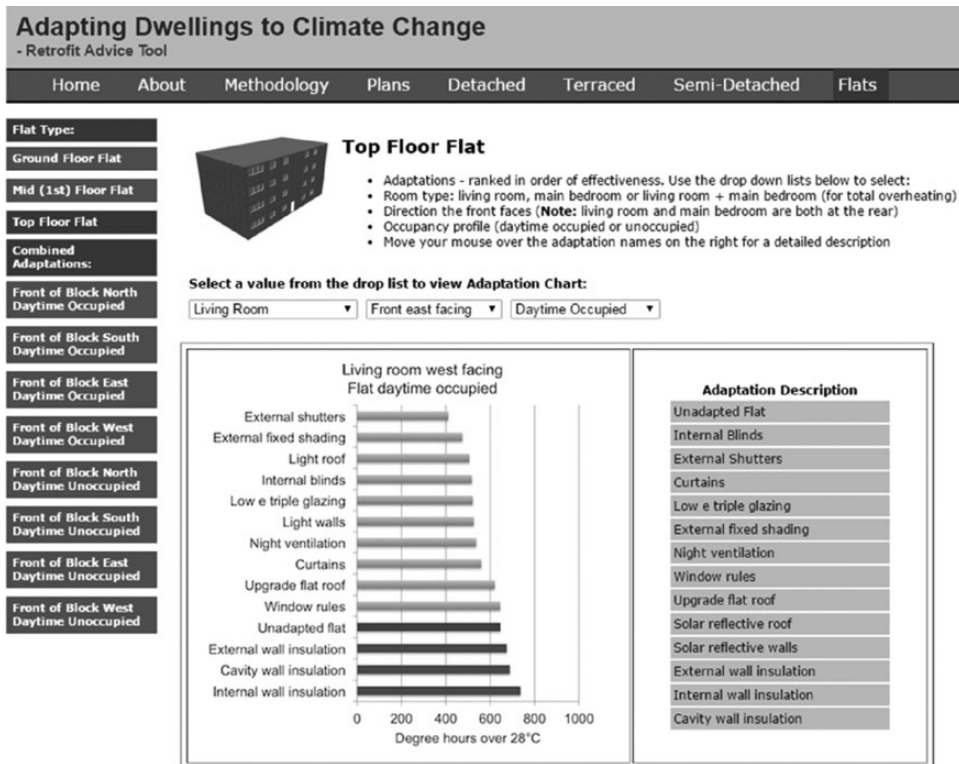 Adapting Dwellings to Climate Change
- Retrofit Advice Tool
Home About Methodology Plans Detached Terraced Semi-Detached Flats
Flat Type:
Ground Floor Flat
Mid (1st) Floor Flat
Top Floor Flat
Combined
Adaptations:
Front of Block North
Daytime Occupied
Front of Block South
Daytime Occupied
Front of Block East
Daytime Occupied
Front of Block West
Daytime Occupied
Front of Block North
Daytime Unoccupied
Front of Block South
Daytime Unoccupied
Front of Block East
Daytime Unoccupied
Front of Block West
Daytime Unoccupied
Top Floor Flat
• Adaptations - ranked in order of effectiveness. Use the drop down lists below to select:
• Room type: living room, main bedroom or living room + main bedroom (for total overheating)
• Direction the front faces (Note: living room and main bedroom are both at the rear)
• Occupancy profile (daytime occupied or unoccupied)
• Move your mouse over the adaptation names on the right for a detailed description
Select a value from the drop list to view Adaptation Chart:
Living Room Front east facing Daytime Occupied
Living room west facing
Flat daytime occupied
External shutters
External fixed shading
Light roof
Internal blinds
Low e triple glazing
Light walls
Night ventilation
Curtains
Upgrade flat roof
Window rules
Unadapted flat
External wall insulation
Cavity wall insulation
Internal wall insulation
0 200 400 600 800 1000
Degree hours over 28°C
Adaptation Description
Unadapted Flat
Internal Blinds
External Shutters
Curtains
Low e triple glazing
External fixed shading
Night ventilation
Window rules
Upgrade flat roof
Solar reflective roof
Solar reflective walls
External wall insulation
Internal wall insulation
Cavity wall insulation